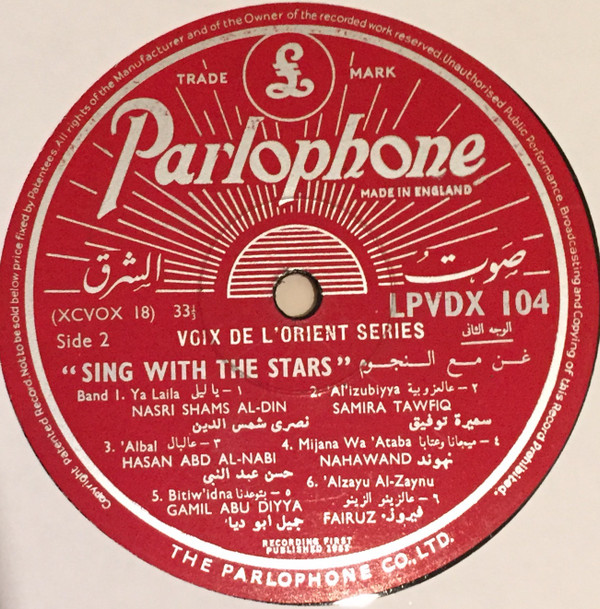 Copyright Patented Record. Not to be sold below price fixed by Patentees. All rights of the Manufacturer and of the Owner of the recorded work reserved. Unauthorised Public Performance, Broadcasting and Copying of this Record Prohibited.
£
TRADE MARK
Parlophone
MADE IN ENGLAND
صوت الشرق
(XCVOX 18) 33⅓ LPVDX 104
الوجه الثانى
Side 2 VOIX DE L'ORIENT SERIES
"SING WITH THE STARS" غن مع النجوم
Band 1. Ya Laila ١ – ياليل
NASRI SHAMS AL-DIN
نصرى شمس الدين
2. 'Al'izubiyya ٢ – عالعزوبية
SAMIRA TAWFIQ
سميرة توفيق
3. 'Albal ٣ – عالبال
HASAN ABD AL-NABI
حسن عبد النبي
4. Mijana Wa 'Ataba ٤ – ميجانا وعتابا
NAHAWAND نهوند
5. Bitiw'idna ٥ – بتوعدنا
GAMIL ABU DIYYA
جميل ابو ديا
6. 'Alzayu Al-Zaynu
٦ – عالزينو الزينو
FAIRUZ فيروز
RECORDING FIRST
THE PARLOPHONE CO., LTD.